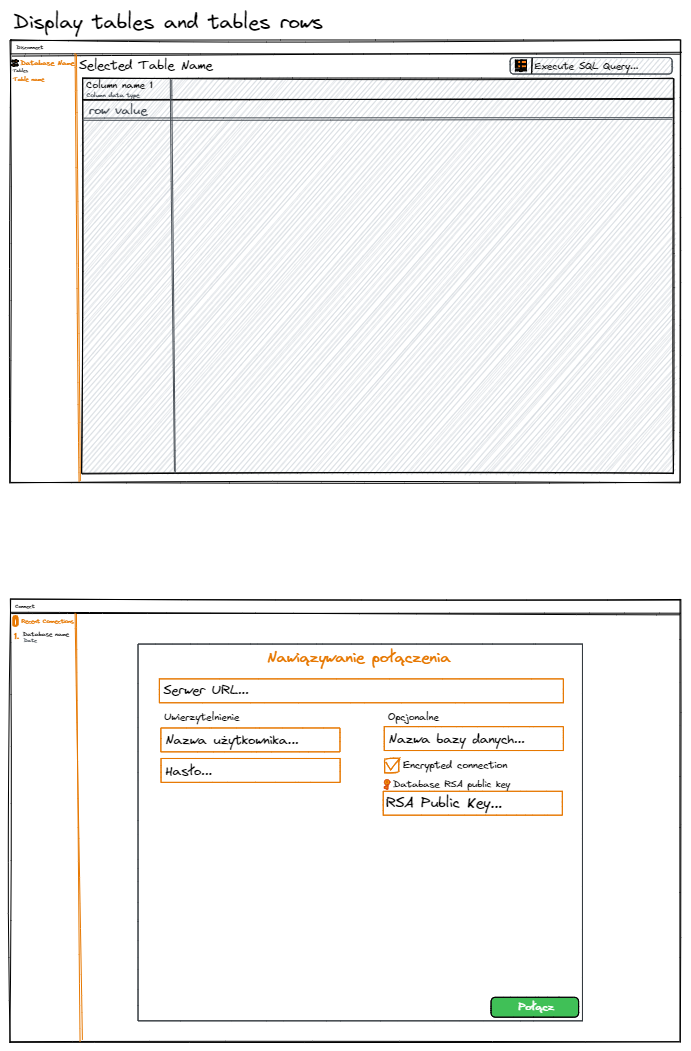 Display tables and tables rows
Disconnect
Database Name
Tables
Table name
Selected Table Name
Execute SQL Query...
Column name 1
Column data type
row value
Connect
Recent Connections
1. Database name
Date
Nawiązywanie połączenia
Serwer URL...
Uwierzytelnienie
Nazwa użytkownika...
Hasło...
Opcjonalne
Nazwa bazy danych...
Encrypted connection
Database RSA public key
RSA Public Key...
Połącz